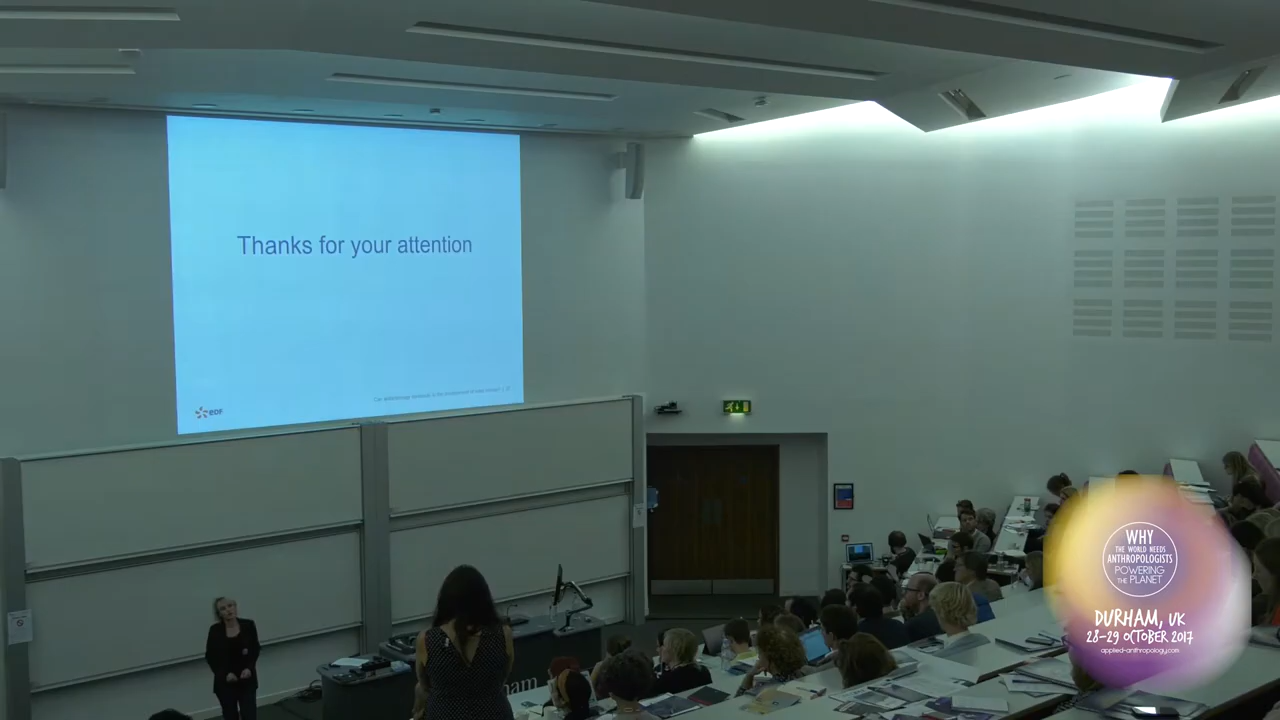 Thanks for your attention
edf
WHY
THE WORLD NEEDS
ANTHROPOLOGISTS
POWERING
THE PLANET
DURHAM, UK
28-29 OCTOBER 2017
applied-anthropology.com